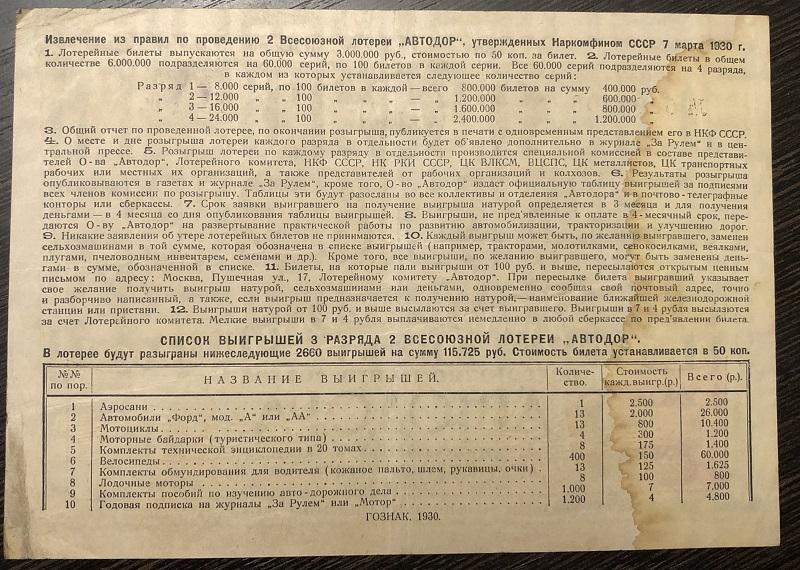 Извлечение из правил по проведению 2 Всесоюзной лотереи „АВТОДОР“, утвержденных Наркомфином СССР 7 марта 1930 г.
1. Лотерейные билеты выпускаются на общую сумму 3.000.000 руб., стоимостью по 50 коп. за билет. 2. Лотерейные билеты в общем
количестве 6.000.000 подразделяются на 60.000 серий, по 100 билетов в каждой серии. Все 60.000 серий подразделяются на 4 разряда,
в каждом из которых устанавливается следующее количество серий:
Разряд 1— 8.000 серий, по 100 билетов в каждой—всего 800.000 билетов на сумму 400.000 руб.
„ 2—12.000 „ „ 100 „ „ „ 1.200.000 „ „ „ 600.000 „
„ 3—16.000 „ „ 100 „ „ „ 1.600.000 „ „ „ 800.000 „
„ 4—24.000 „ „ 100 „ „ „ 2.400.000 „ „ „ 1.200.000 „
3. Общий отчет по проведенной лотерее, по окончании розыгрыша, публикуется в печати с одновременным представлением его в НКФ СССР.
4. О месте и дне розыгрыша лотереи каждого разряда в отдельности будет об'явлено дополнительно в журнале „За Рулем“ и в цен-
тральной прессе. 5. Розыгрыш лотереи по каждому разряду в отдельности производится специальной комиссией в составе представи-
телей О-ва „Автодор“, Лотерейного комитета, НКФ СССР, НК РКИ СССР, ЦК ВЛКСМ, ВЦСПС, ЦК металлистов, ЦК транспортных
рабочих или местных их организаций, а также представителей от рабочих организаций и колхозов. 6. Результаты розыгрыша
опубликовываются в газетах и журнале „За Рулем“, кроме того, О-во „Автодор“ издает официальную таблицу выигрышей за подписями
всех членов комиссии по розыгрышу. Таблицы эти будут разосланы во все коллективы и отделения „Автодора“ и в почтово-телеграфные
конторы или сберкассы. 7. Срок заявки выигравшего на получение выигрыша натурой определяется в 3 месяца и для получения
деньгами—в 4 месяца со дня опубликования таблицы выигрышей. 8. Выигрыши, не пред'явленные к оплате в 4-месячный срок, пере-
даются О-ву „Автодор“ на развертывание практической работы по развитию автомобилизации, тракторизации и улучшению дорог.
9. Никакие заявления об утере лотерейных билетов не принимаются. 10. Каждый выигрыш может быть, по желанию выигравшего, заменен
сельхозмашинами в той сумме, которая обозначена в списке выигрышей (например, тракторами, молотилками, сенокосилками, веялками,
плугами, пчеловодным инвентарем, семенами и др.). Кроме того, все выигрыши, по желанию выигравшего, могут быть заменены день-
гами в сумме, обозначенной в списке. 11. Билеты, на которые пали выигрыши от 100 руб. и выше, пересылаются открытым ценным
письмом по адресу: Москва, Пушечная ул., 17, Лотерейному комитету „Автодор“. При пересылке билета выигравший указывает
свое желание получить выигрыш натурой, сельхозмашинами или деньгами, одновременно сообщая свой почтовый адрес, точно
и разборчиво написанный, а также, если выигрыш предназначается к получению натурой,—наименование ближайшей железнодорожной
станции или пристани. 12. Выигрыши натурой от 100 руб. и выше высылаются за счет выигравшего. Выигрыши в 7 и 4 рубля высылаются
за счет Лотерейного комитета. Мелкие выигрыши в 7 и 4 рубля выплачиваются немедленно в любой сберкассе по пред'явлении билета.
СПИСОК ВЫИГРЫШЕЙ 3 РАЗРЯДА 2 ВСЕСОЮЗНОЙ ЛОТЕРЕИ „АВТОДОР“.
В лотерее будут разыграны нижеследующие 2660 выигрышей на сумму 115.725 руб. Стоимость билета устанавливается в 50 коп.
№№ по пор. НАЗВАНИЕ ВЫИГРЫШЕЙ. Количе-ство. Стоимость кажд.выигр.(р.) Всего (р.).
1 Аэросани 1 2.500 2.500
2 Автомобили „Форд“, мод. „А“ или „АА“ 13 2.000 26.000
3 Мотоциклы 13 800 10.400
4 Моторные байдарки (туристического типа) 4 300 1.200
5 Комплекты технической энциклопедии в 20 томах 8 175 1.400
6 Велосипеды 400 150 60.000
7 Комплекты обмундирования для водителя (кожаное пальто, шлем, рукавицы, очки) 13 125 1.625
8 Лодочные моторы 8 100 800
9 Комплекты пособий по изучению авто-дорожного дела 1.000 7 7.000
10 Годовая подписка на журналы „За Рулем“ или „Мотор“ 1.200 4 4.800
ГОЗНАК. 1930.